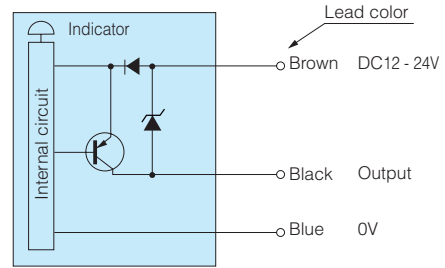 Lead color
Indicator
Brown DC12 - 24V
Internal circuit
Black Output
Blue 0V